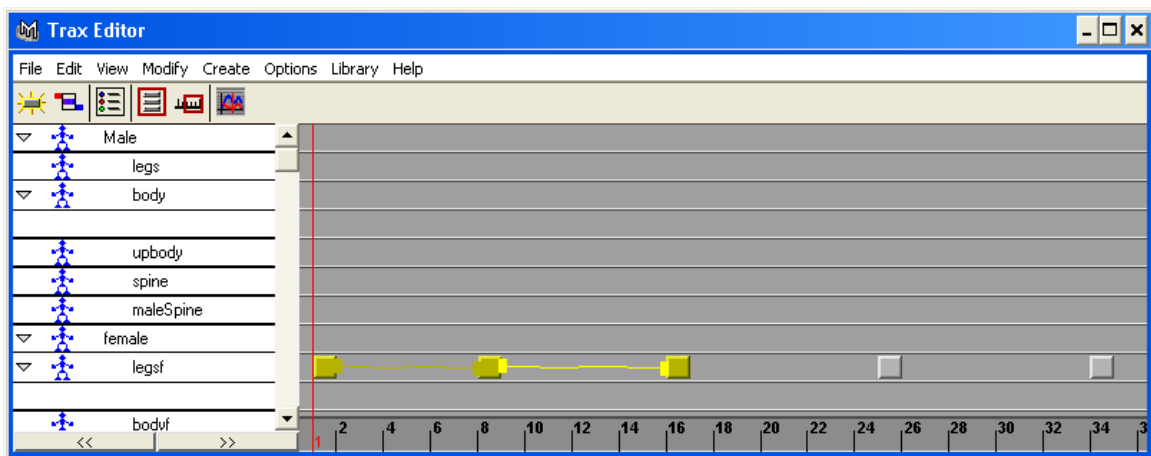 Trax Editor
File Edit View Modify Create Options Library Help
Male
legs
body
upbody
spine
maleSpine
female
legsf
bodyf
<< >>
1 2 4 6 8 10 12 14 16 18 20 22 24 26 28 30 32 34 3